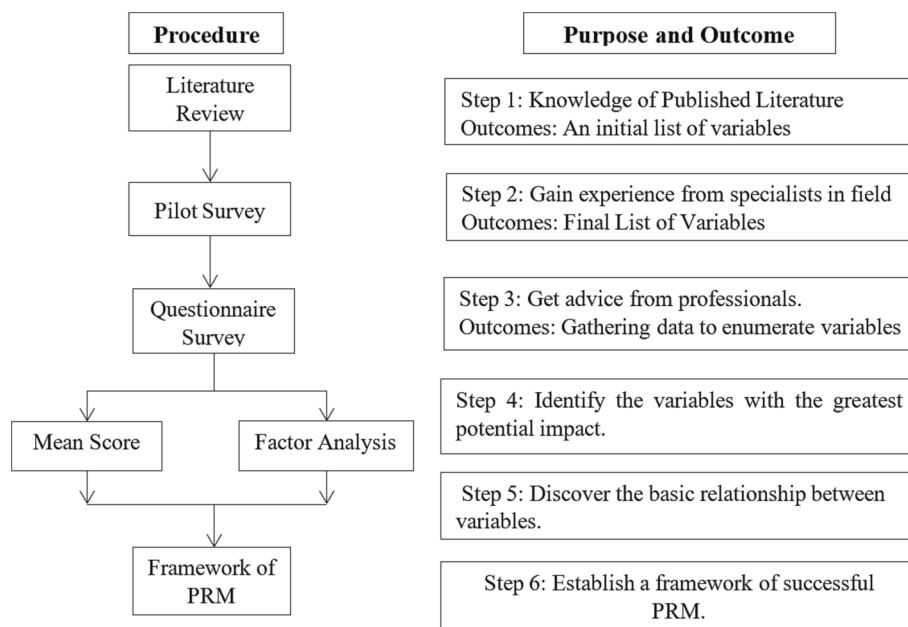 Procedure
Purpose and Outcome
Literature
Review
Step 1: Knowledge of Published Literature
Outcomes: An initial list of variables
Pilot Survey
Step 2: Gain experience from specialists in field
Outcomes: Final List of Variables
Questionnaire
Survey
Step 3: Get advice from professionals.
Outcomes: Gathering data to enumerate variables
Mean Score
Factor Analysis
Step 4: Identify the variables with the greatest
potential impact.
Step 5: Discover the basic relationship between
variables.
Framework of
PRM
Step 6: Establish a framework of successful
PRM.